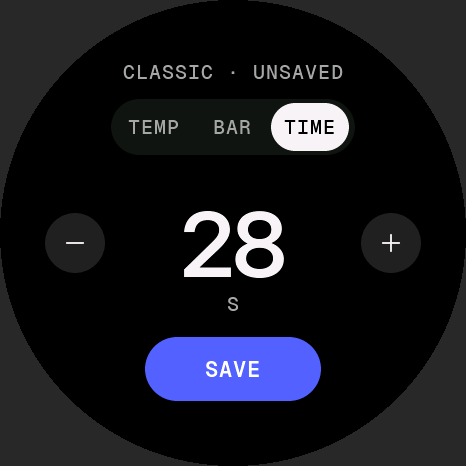 CLASSIC · UNSAVED
TEMP BAR TIME
− 28 +
S
SAVE